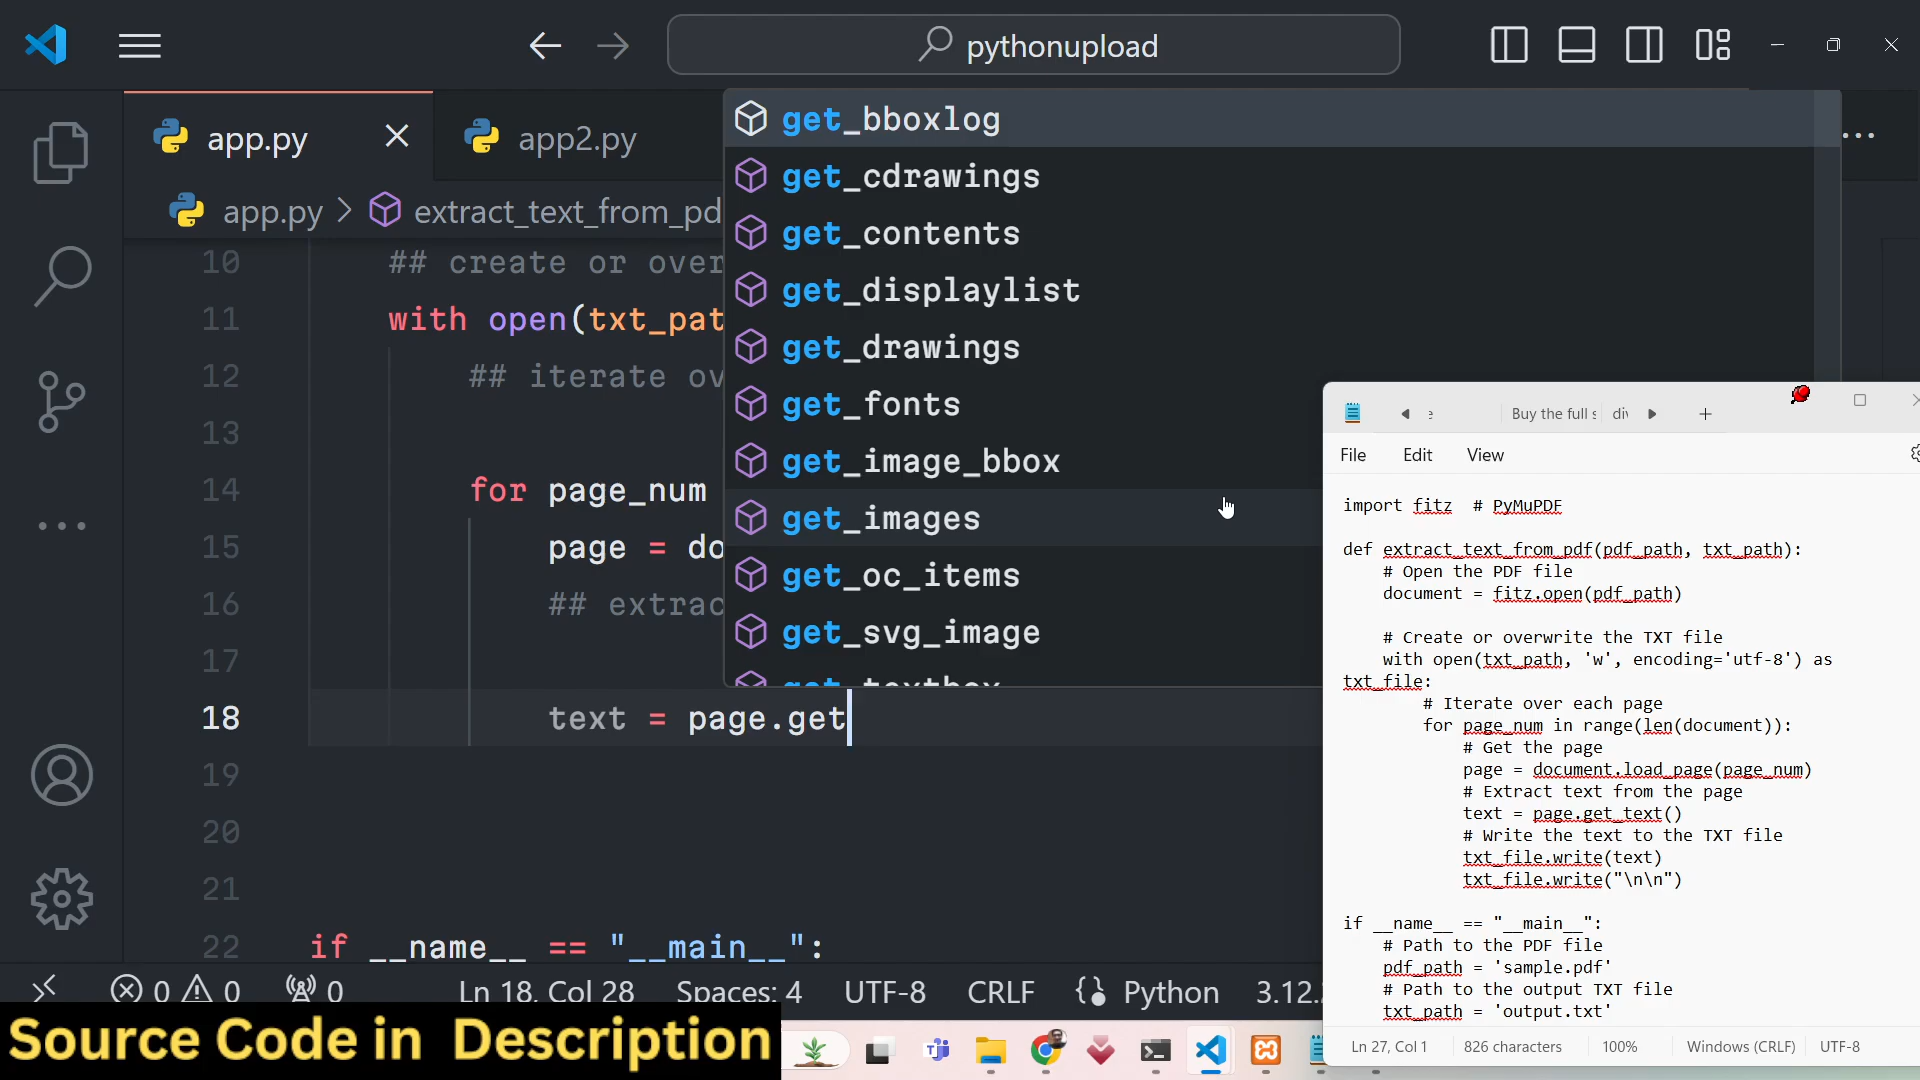 pythonupload
app.py
app2.py
app.py > extract_text_from_pd
get_bboxlog
get_cdrawings
get_contents
get_displaylist
get_drawings
get_fonts
get_image_bbox
get_images
get_oc_items
get_svg_image
get_textbox
10 ## create or over
11 with open(txt_pat
12 ## iterate ov
13
14 for page_num
15 page = do
16 ## extrac
17
18 text = page.get
19
20
21
22 if __name__ == "__main__":
0 0 0 Ln 18, Col 28 Spaces: 4 UTF-8 CRLF Python 3.12.
Buy the full s
div
File Edit View
import fitz # PyMuPDF
def extract_text_from_pdf(pdf_path, txt_path):
# Open the PDF file
document = fitz.open(pdf_path)
# Create or overwrite the TXT file
with open(txt_path, 'w', encoding='utf-8') as
txt_file:
# Iterate over each page
for page_num in range(len(document)):
# Get the page
page = document.load_page(page_num)
# Extract text from the page
text = page.get_text()
# Write the text to the TXT file
txt_file.write(text)
txt_file.write("\n\n")
if __name__ == "__main__":
# Path to the PDF file
pdf_path = 'sample.pdf'
# Path to the output TXT file
txt_path = 'output.txt'
Ln 27, Col 1 826 characters 100% Windows (CRLF) UTF-8
Source Code in Description